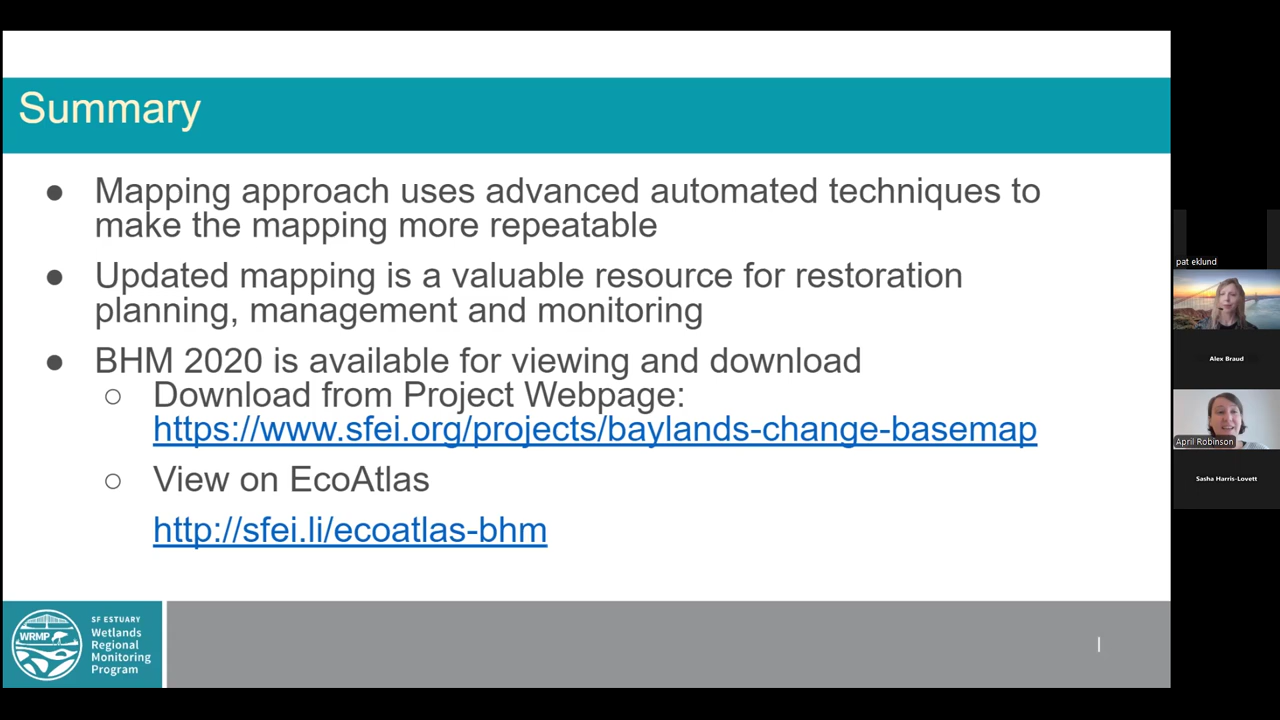 Summary
● Mapping approach uses advanced automated techniques to
make the mapping more repeatable
● Updated mapping is a valuable resource for restoration
planning, management and monitoring
● BHM 2020 is available for viewing and download
○ Download from Project Webpage:
https://www.sfei.org/projects/baylands-change-basemap
○ View on EcoAtlas
http://sfei.li/ecoatlas-bhm
WRMP
SF ESTUARY
Wetlands
Regional
Monitoring
Program
|
pat eklund
Alex Braud
April Robinson
Sasha Harris-Lovett